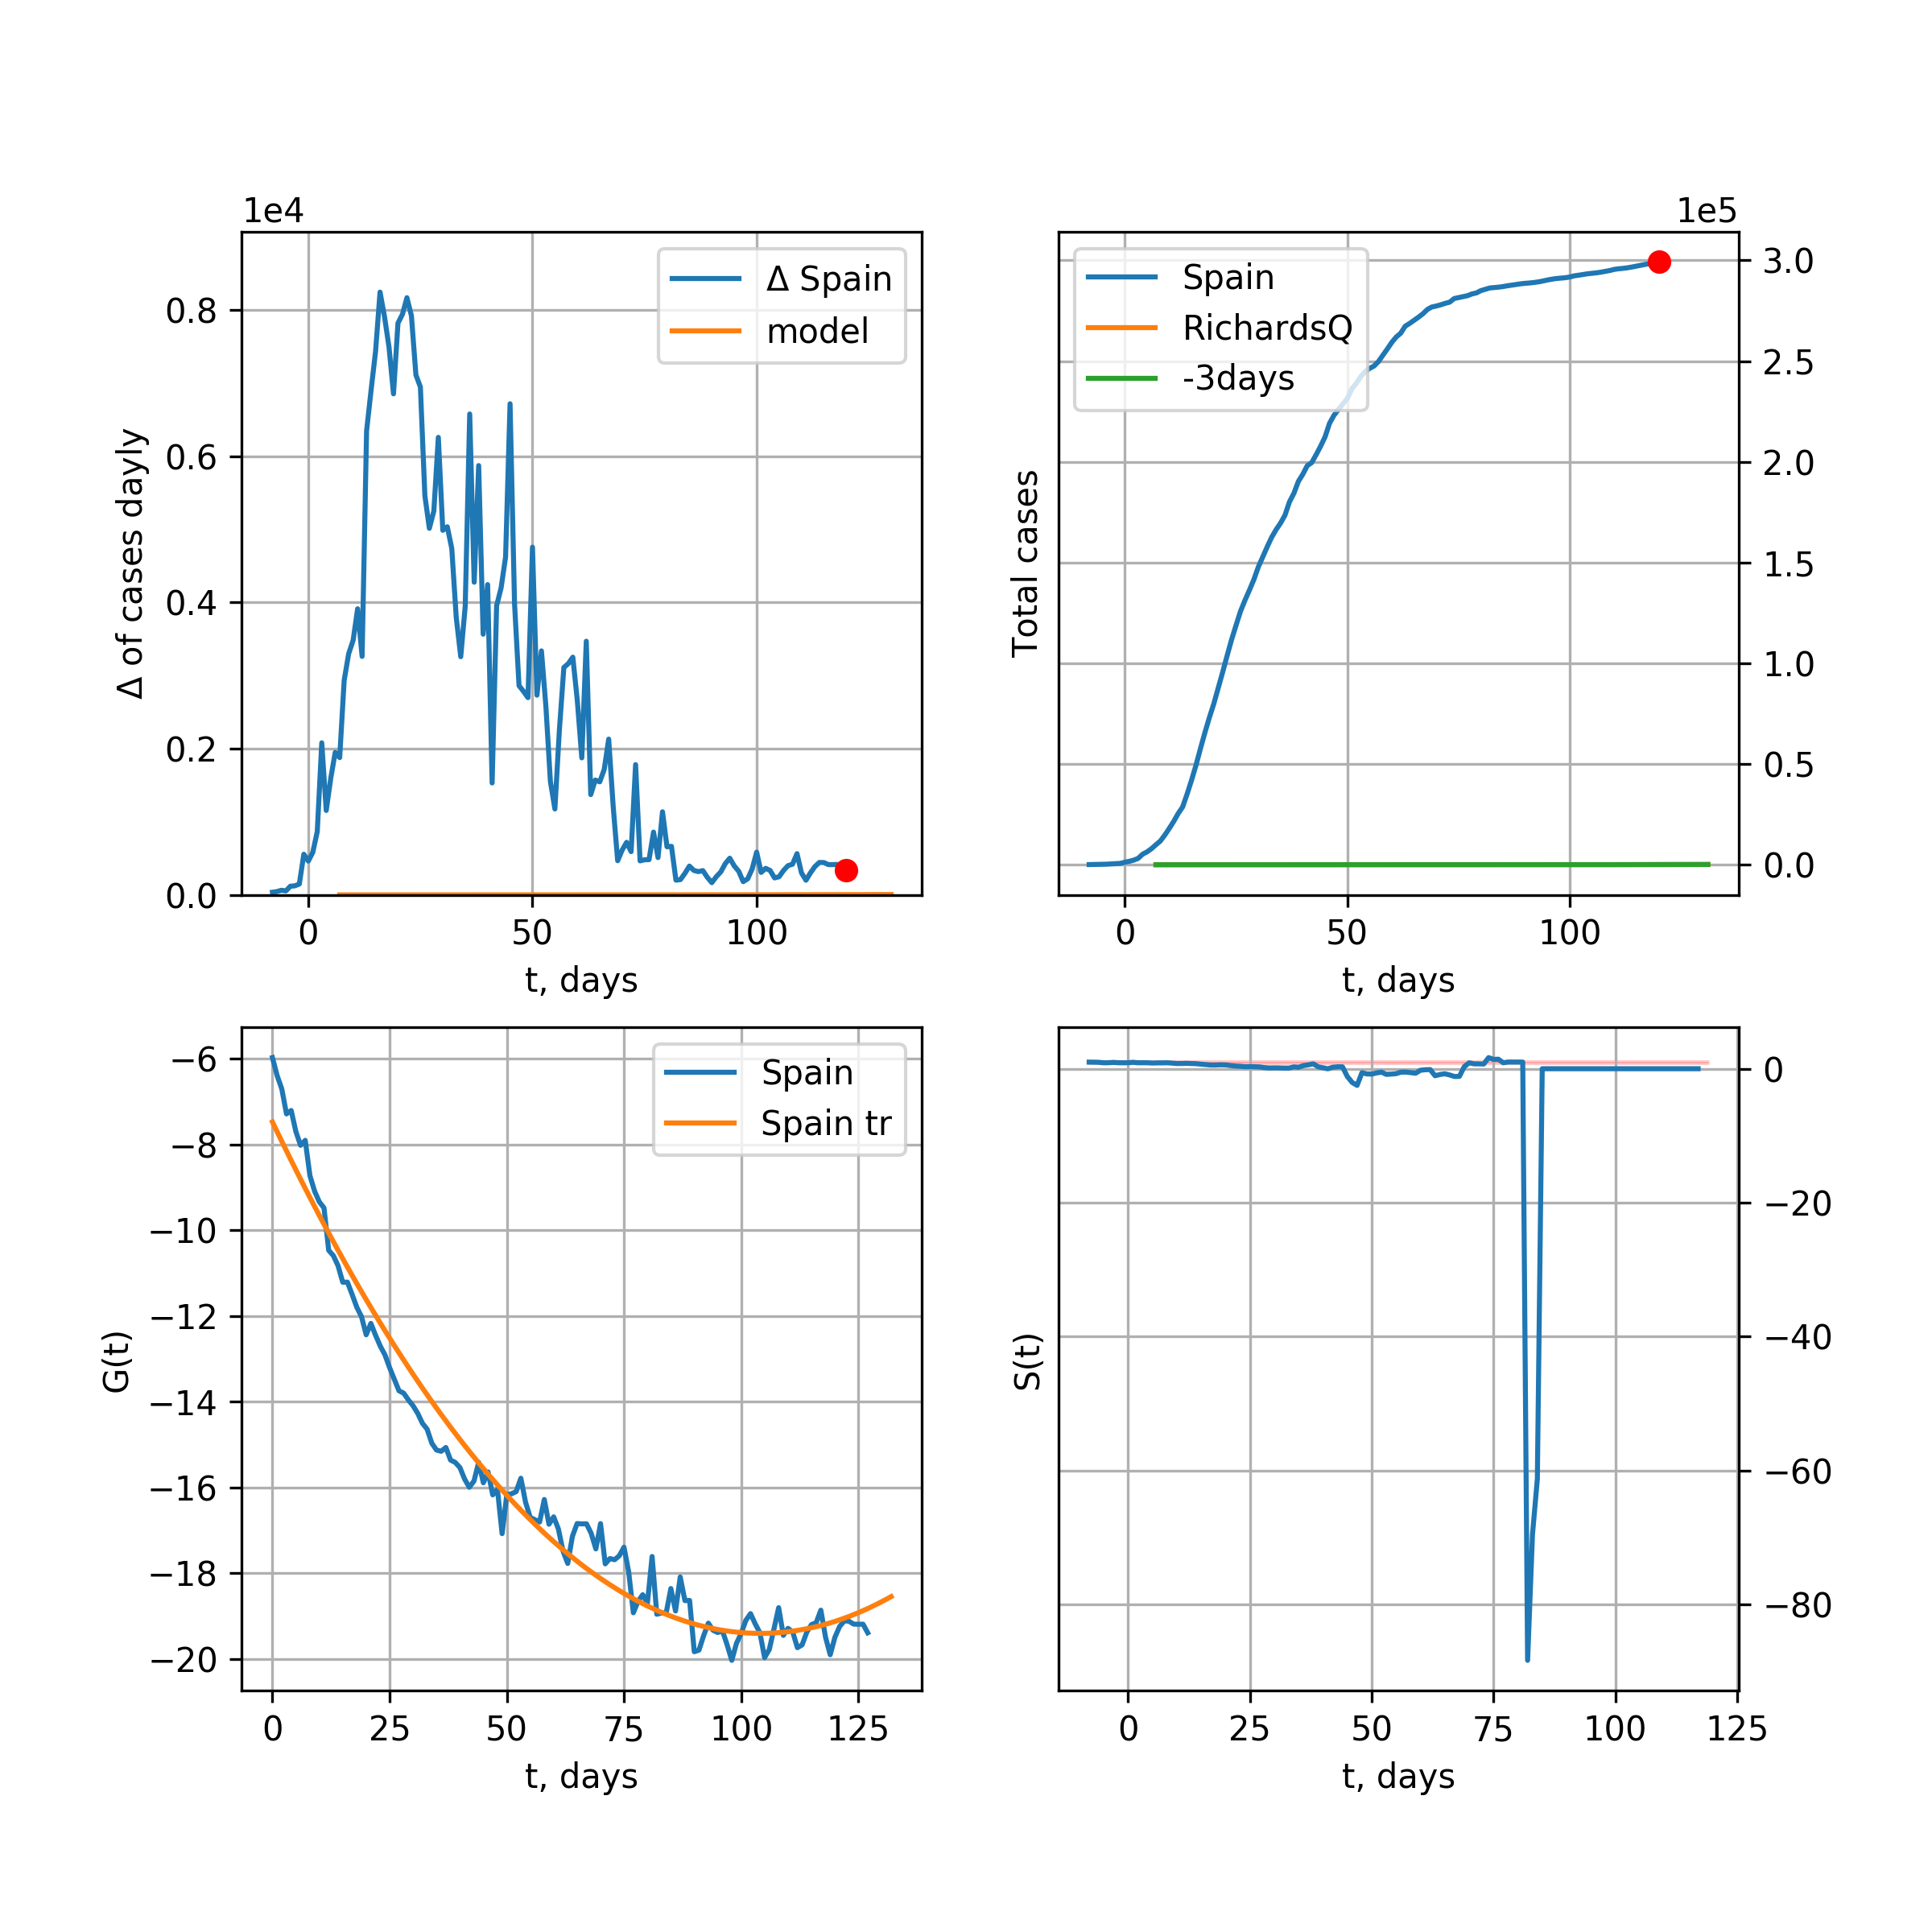 1e4
Δ of cases dayly
0.8
0.6
0.4
0.2
0.0
Δ Spain
model
0 50 100
t, days
1e5
Total cases
Spain
RichardsQ
-3days
3.0
2.5
2.0
1.5
1.0
0.5
0.0
0 50 100
t, days
G(t)
−6
−8
−10
−12
−14
−16
−18
−20
Spain
Spain tr
0 25 50 75 100 125
t, days
S(t)
0
−20
−40
−60
−80
0 25 50 75 100 125
t, days